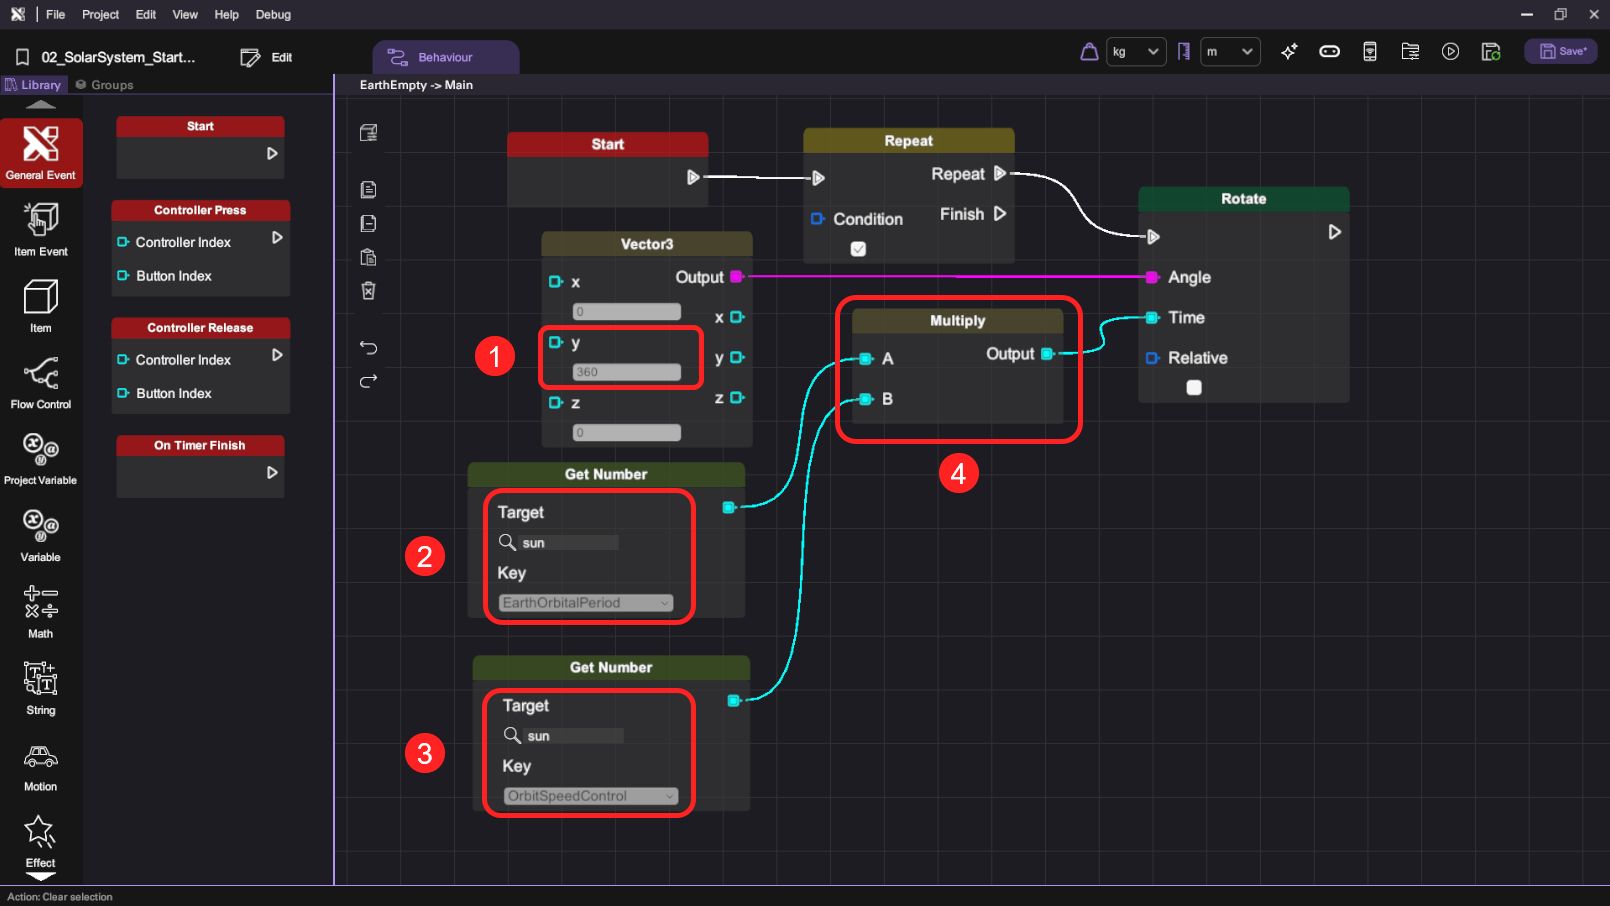 File Project Edit View Help Debug
02_SolarSystem_Start... Edit Behaviour kg m Save*
Library Groups EarthEmpty -> Main
General Event
Item Event
Item
Flow Control
Project Variable
Variable
Math
String
Motion
Effect
Start
Controller Press
Controller Index
Button Index
Controller Release
Controller Index
Button Index
On Timer Finish
Start
Repeat
Repeat
Condition
Finish
Rotate
Angle
Time
Relative
Vector3
Output
x
0
x
1
y
360
y
z
0
z
Multiply
A
Output
B
4
Get Number
2
Target
sun
Key
EarthOrbitalPeriod
Get Number
3
Target
sun
Key
OrbitSpeedControl
Action: Clear selection